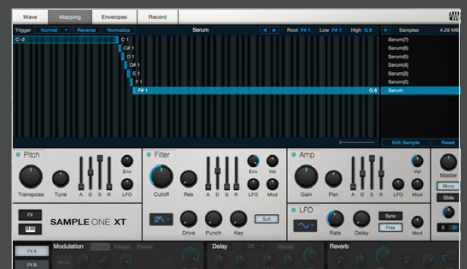 Wave Mapping Envelopes Record
Trigger Normal Reverse Normalize Serum Root F# 1 Low F# 1 High G 8 Samples 4.28 MB
C -2 C 1 Serum(7)
C# 1 Serum(6)
D 1 Serum(5)
D# 1 Serum(4)
E 1 Serum(3)
F 1 Serum(2)
F# 1 G 8 Serum
Edit Sample Reset
Pitch Filter Amp
Env Env Vel Vel Master
Transpose Tune A D S R LFO Cutoff Res A D S R LFO Mod Gain Pan A D S R LFO Mod Mono
LFO Glide
FX SAMPLE ONE XT Soft Sync
Drive Punch Key Rate Delay Free Mod
FX A Modulation Delay Off Reverb
FX B